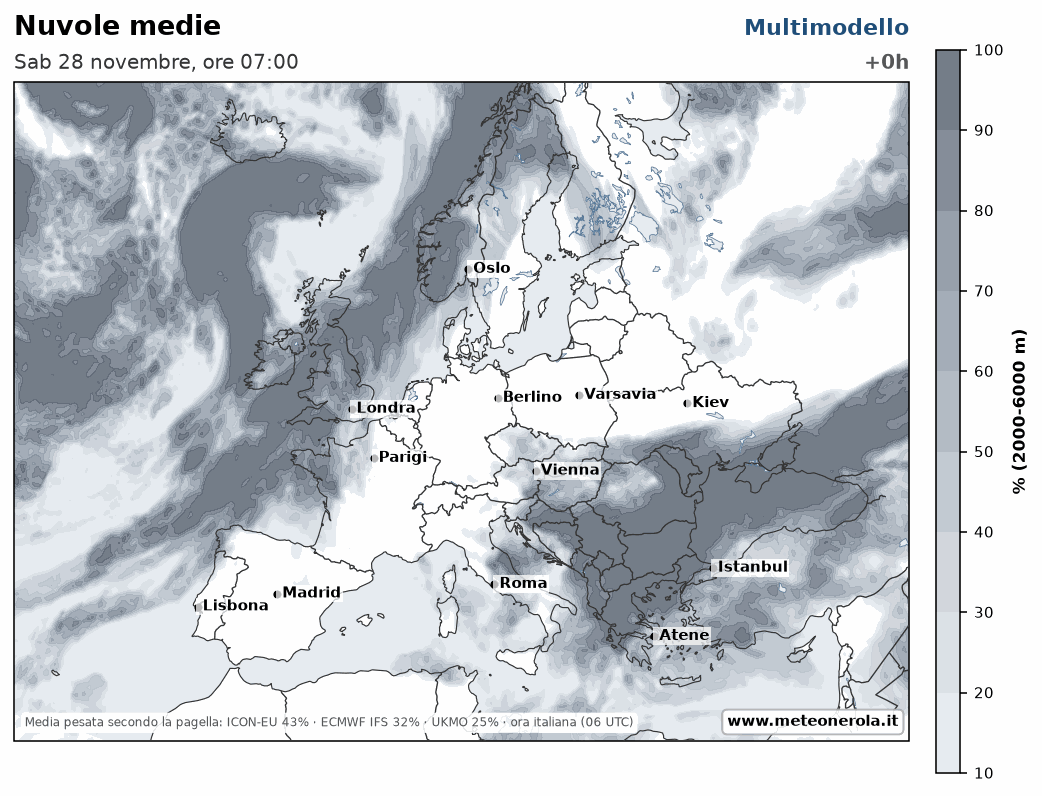 Nuvole medie
Multimodello
Sab 28 novembre, ore 07:00
+0h
100
90
80
70
60
50
40
30
20
10
% (2000-6000 m)
Oslo
Londra
Berlino
Varsavia
Kiev
Parigi
Vienna
Istanbul
Roma
Madrid
Lisbona
Atene
Media pesata secondo la pagella: ICON-EU 43% · ECMWF IFS 32% · UKMO 25% · ora italiana (06 UTC)
www.meteonerola.it